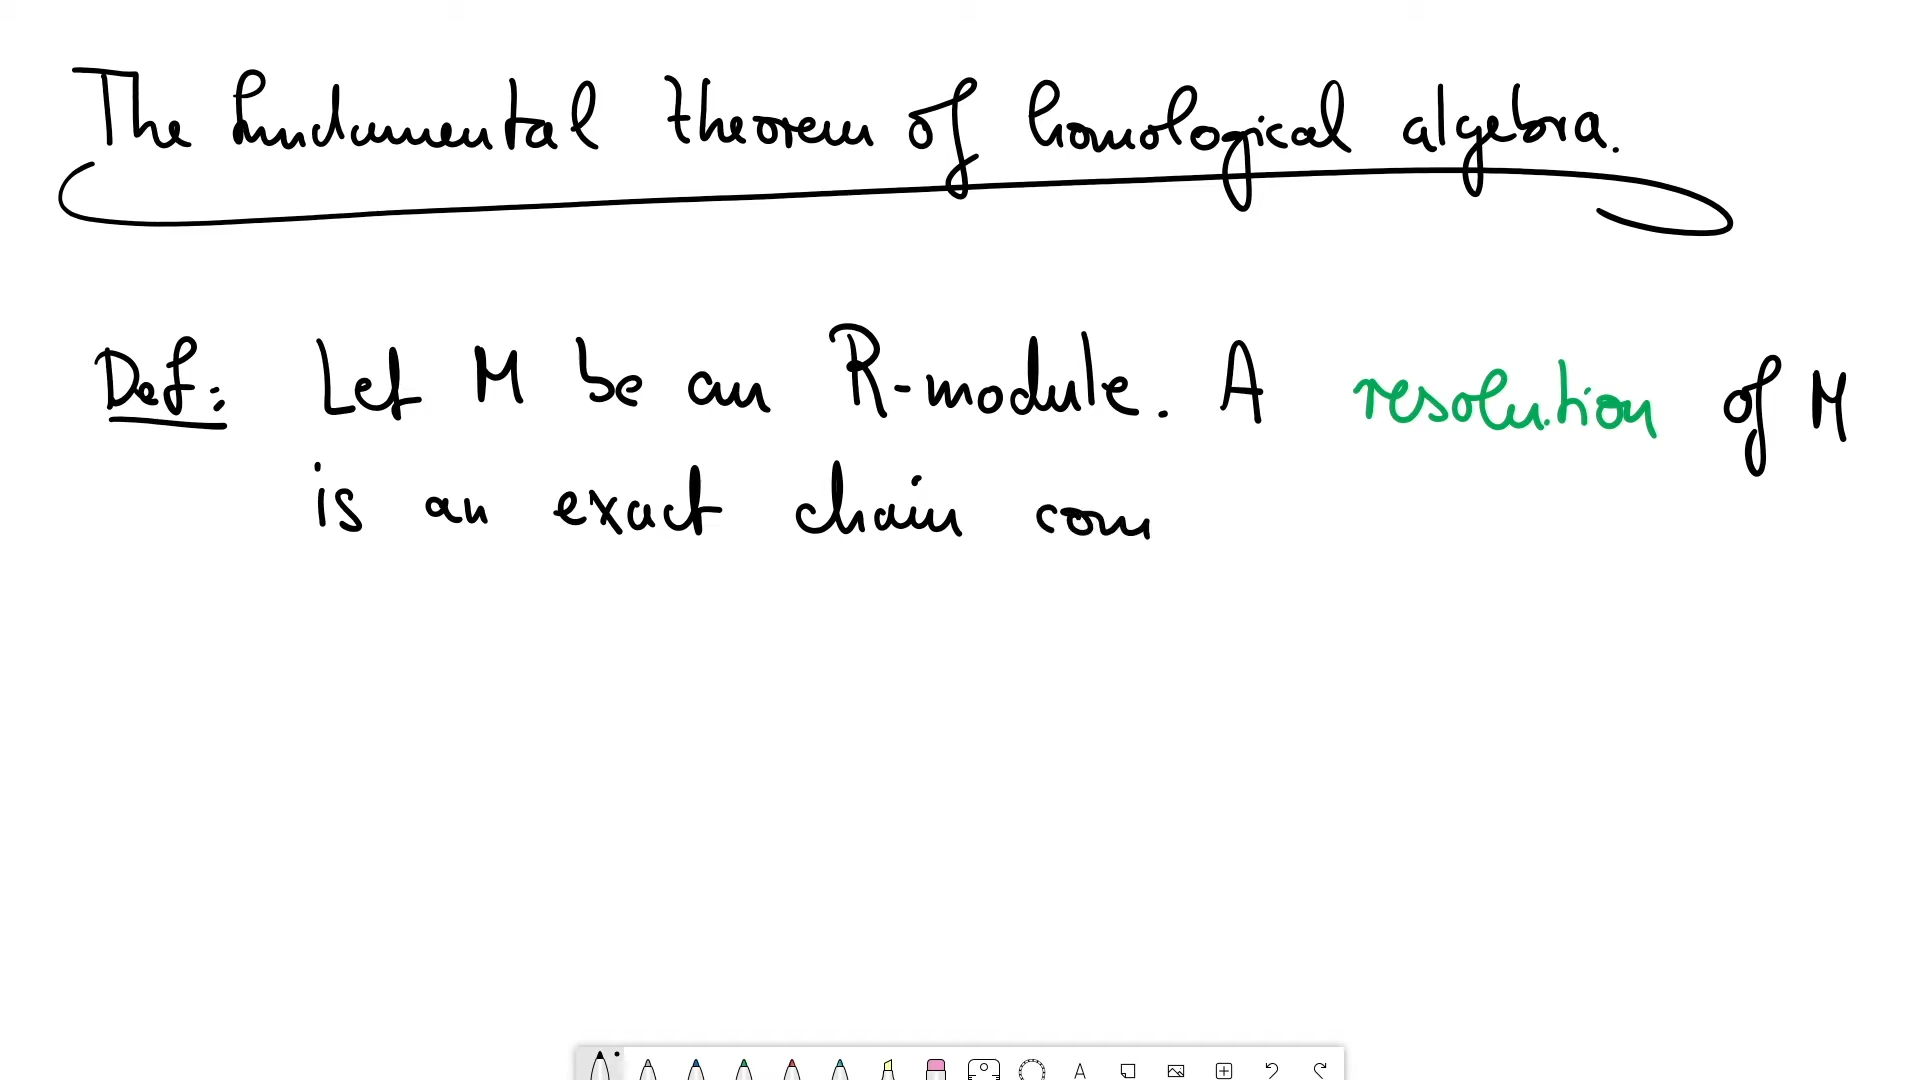 The fundamental theorem of homological algebra.
Def: Let M be an R-module. A resolution of M
is an exact chain com